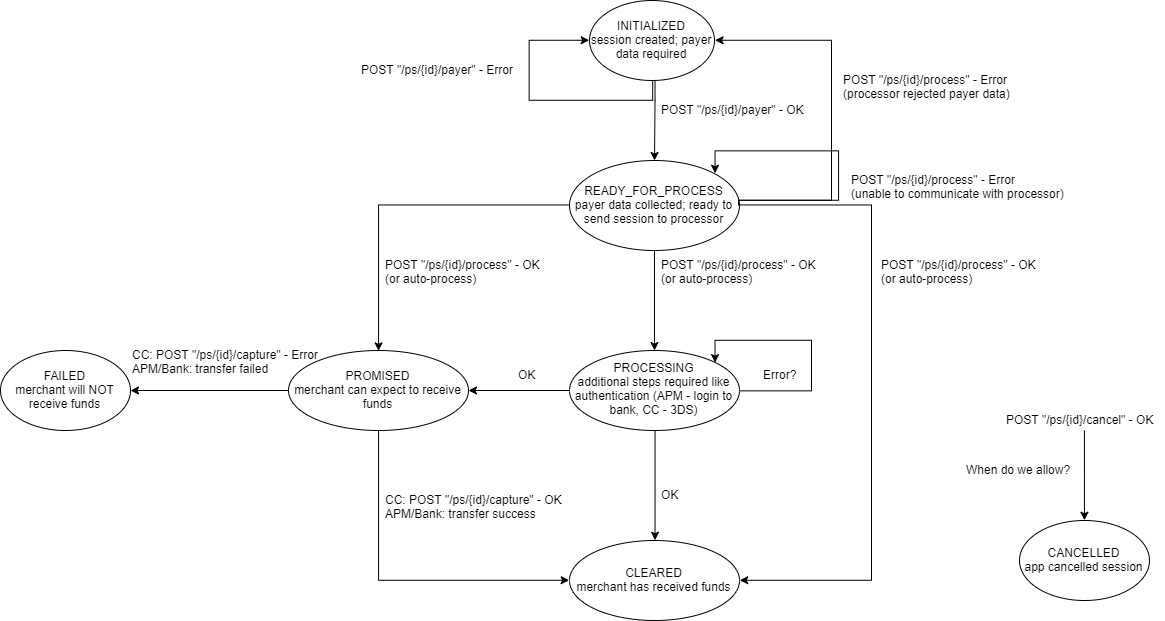 INITIALIZED
session created; payer
data required
POST "/ps/{id}/payer" - Error
POST "/ps/{id}/process" - Error
(processor rejected payer data)
POST "/ps/{id}/payer" - OK
READY_FOR_PROCESS
payer data collected; ready to
send session to processor
POST "/ps/{id}/process" - Error
(unable to communicate with processor)
POST "/ps/{id}/process" - OK
(or auto-process)
POST "/ps/{id}/process" - OK
(or auto-process)
POST "/ps/{id}/process" - OK
(or auto-process)
CC: POST "/ps/{id}/capture" - Error
APM/Bank: transfer failed
FAILED
merchant will NOT
receive funds
PROMISED
merchant can expect to receive
funds
OK
PROCESSING
additional steps required like
authentication (APM - login to
bank, CC - 3DS)
Error?
POST "/ps/{id}/cancel" - OK
When do we allow?
CC: POST "/ps/{id}/capture" - OK
APM/Bank: transfer success
OK
CLEARED
merchant has received funds
CANCELLED
app cancelled session